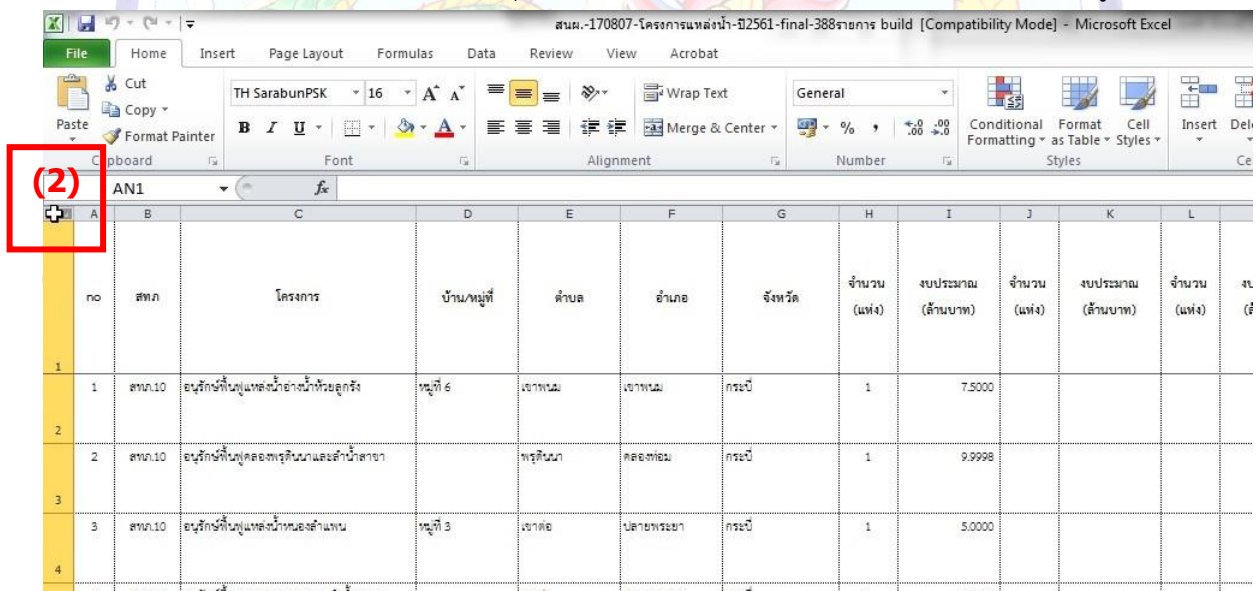 สนผ.-170807-โครงการแหล่งน้ำ-ปี2561-final-388รายการ build [Compatibility Mode] - Microsoft Excel
File Home Insert Page Layout Formulas Data Review View Acrobat
Cut TH SarabunPSK 16 A A Wrap Text General
Copy
Paste Format Painter B I U A Merge & Center % , Conditional Formatting Format as Table Cell Styles Insert
Clipboard Font Alignment Number Styles
(2) AN1 fx
A B C D E F G H I J K L
1 no สทภ โครงการ บ้าน/หมู่ที่ ตำบล อำเภอ จังหวัด จำนวน (แห่ง) งบประมาณ (ล้านบาท) จำนวน (แห่ง) งบประมาณ (ล้านบาท) จำนวน (แห่ง)
2 1 สทภ.10 อนุรักษ์ฟื้นฟูแหล่งน้ำอ่างน้ำห้วยลูกรัง หมู่ที่ 6 เขาพนม เขาพนม กระบี่ 1 7.5000
3 2 สทภ.10 อนุรักษ์ฟื้นฟูคลองพรุดินนาและลำน้ำสาขา พรุดินนา คลองท่อม กระบี่ 1 9.9998
4 3 สทภ.10 อนุรักษ์ฟื้นฟูแหล่งน้ำหนองลำแพน หมู่ที่ 3 เขาต่อ ปลายพระยา กระบี่ 1 5.0000